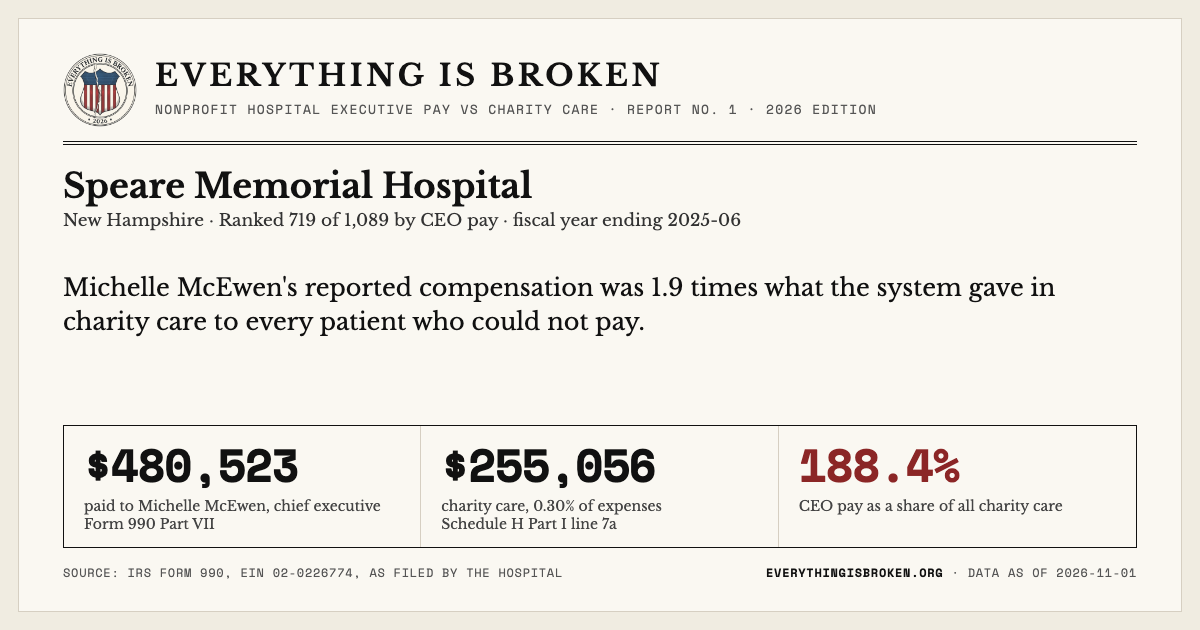 EVERYTHING IS BROKEN
2026
EVERYTHING IS BROKEN
NONPROFIT HOSPITAL EXECUTIVE PAY VS CHARITY CARE · REPORT NO. 1 · 2026 EDITION
Speare Memorial Hospital
New Hampshire · Ranked 719 of 1,089 by CEO pay · fiscal year ending 2025-06
Michelle McEwen's reported compensation was 1.9 times what the system gave in
charity care to every patient who could not pay.
$480,523
paid to Michelle McEwen, chief executive
Form 990 Part VII
$255,056
charity care, 0.30% of expenses
Schedule H Part I line 7a
188.4%
CEO pay as a share of all charity care
SOURCE: IRS FORM 990, EIN 02-0226774, AS FILED BY THE HOSPITAL
EVERYTHINGISBROKEN.ORG · DATA AS OF 2026-11-01